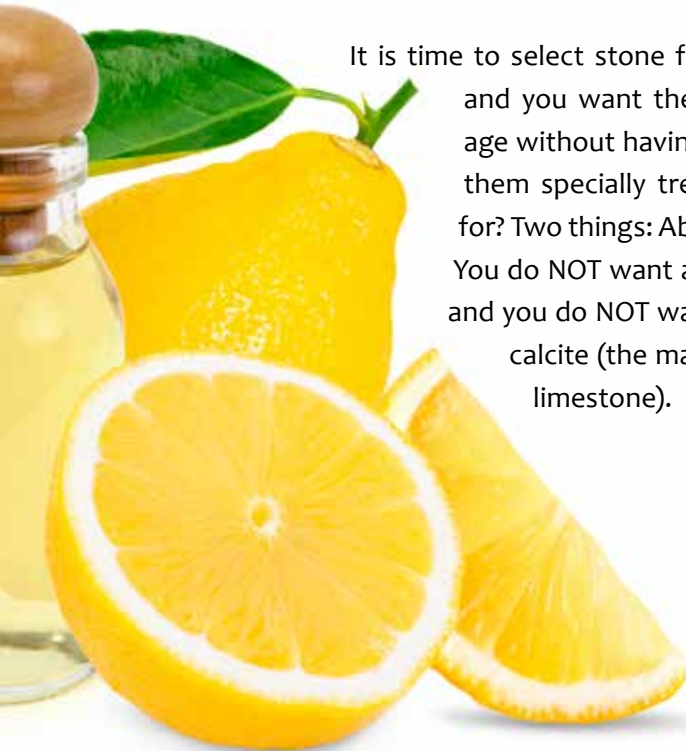 It is time to select stone f
and you want the
age without havin
them specially tre
for? Two things: Ab
You do NOT want a
and you do NOT wa
calcite (the ma
limestone).